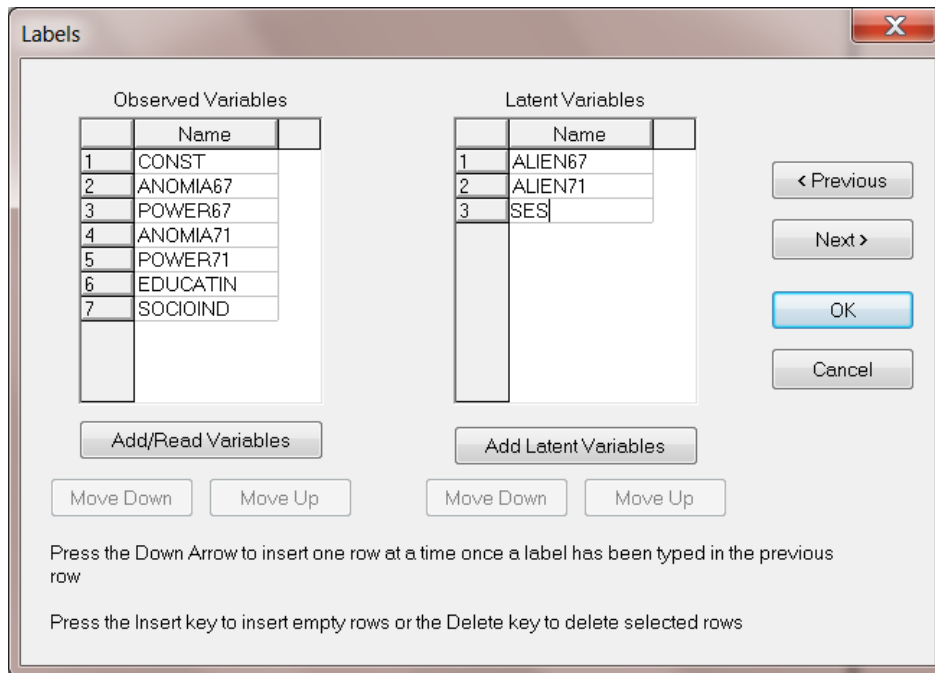 Labels
X
Observed Variables
Name
1 CONST
2 ANOMIA67
3 POWER67
4 ANOMIA71
5 POWER71
6 EDUCATIN
7 SOCIOIND
Add/Read Variables
Move Down Move Up
Latent Variables
Name
1 ALIEN67
2 ALIEN71
3 SES
Add Latent Variables
Move Down Move Up
< Previous
Next >
OK
Cancel
Press the Down Arrow to insert one row at a time once a label has been typed in the previous
row
Press the Insert key to insert empty rows or the Delete key to delete selected rows